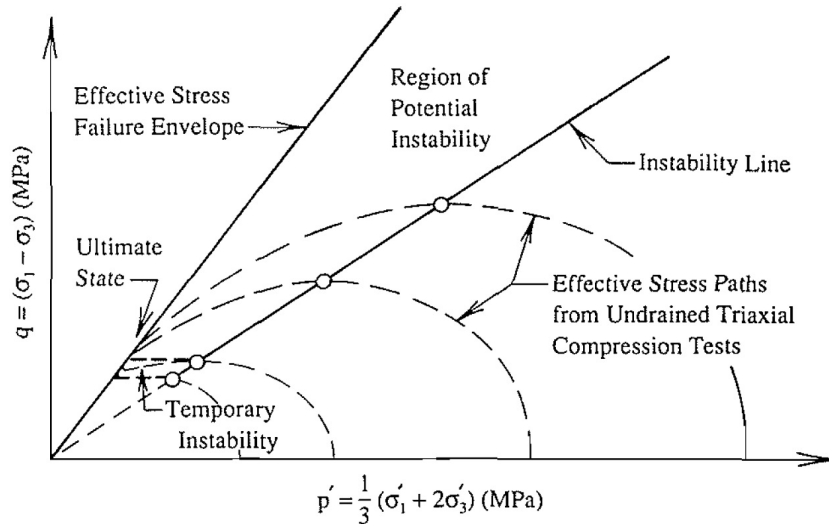 Effective Stress
Failure Envelope
Region of
Potential
Instability
Instability Line
Ultimate
State
Effective Stress Paths
from Undrained Triaxial
Compression Tests
Temporary
Instability
q = (σ₁ − σ₃) (MPa)
p′ = 1/3 (σ′₁ + 2σ′₃) (MPa)